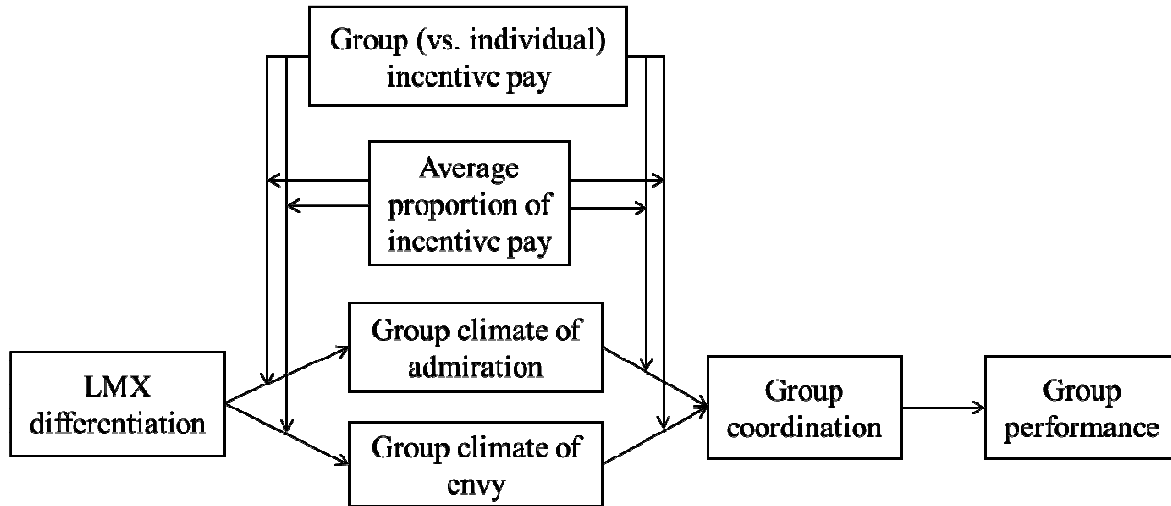 Group (vs. individual)
incentive pay
Average
proportion of
incentive pay
Group climate of
admiration
LMX
differentiation
Group
coordination
Group
performance
Group climate of
envy